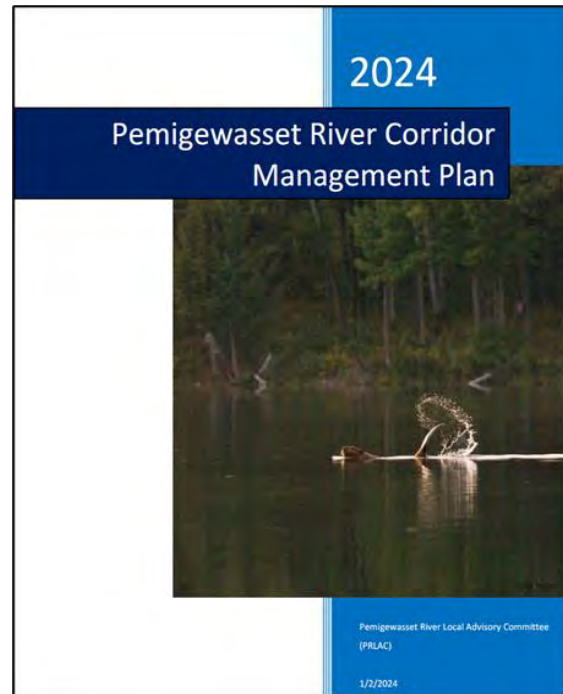 2024
Pemigewasset River Corridor
Management Plan
Pemigewasset River Local Advisory Committee
(PRLAC)
1/2/2024